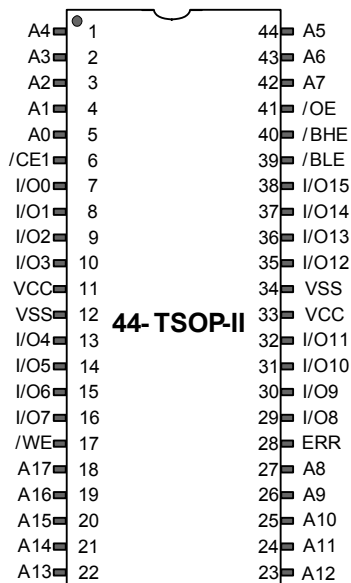 A4 1 44 A5
A3 2 43 A6
A2 3 42 A7
A1 4 41 /OE
A0 5 40 /BHE
/CE1 6 39 /BLE
I/O0 7 38 I/O15
I/O1 8 37 I/O14
I/O2 9 36 I/O13
I/O3 10 35 I/O12
VCC 11 34 VSS
VSS 12 33 VCC
44- TSOP-II
I/O4 13 32 I/O11
I/O5 14 31 I/O10
I/O6 15 30 I/O9
I/O7 16 29 I/O8
/WE 17 28 ERR
A17 18 27 A8
A16 19 26 A9
A15 20 25 A10
A14 21 24 A11
A13 22 23 A12